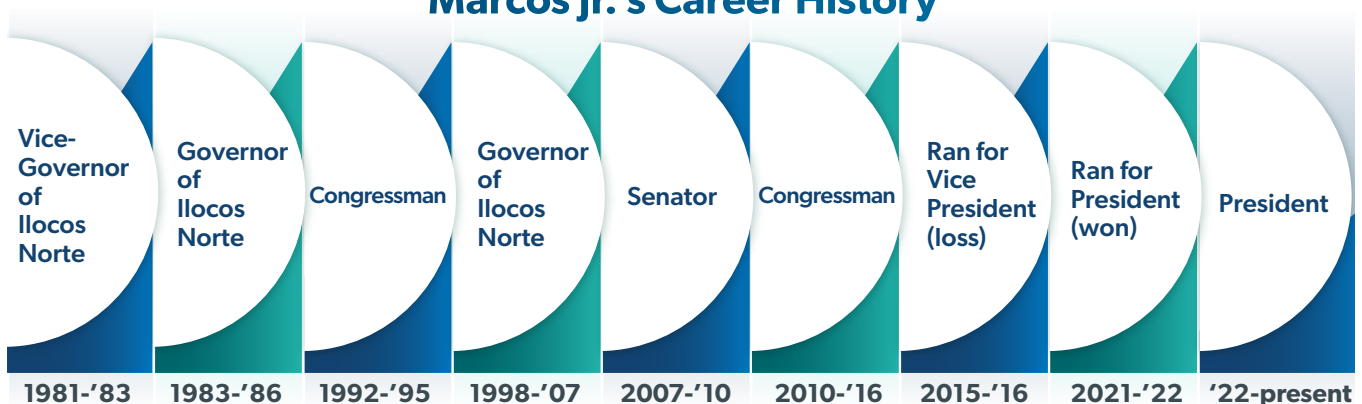 Marcos Jr.'s Career History
Vice-
Governor
of
Ilocos
Norte
Governor
of
Ilocos
Norte
Congressman
Governor
of
Ilocos
Norte
Senator
Congressman
Ran for
Vice
President
(loss)
Ran for
President
(won)
President
1981-'83
1983-'86
1992-'95
1998-'07
2007-'10
2010-'16
2015-'16
2021-'22
'22-present